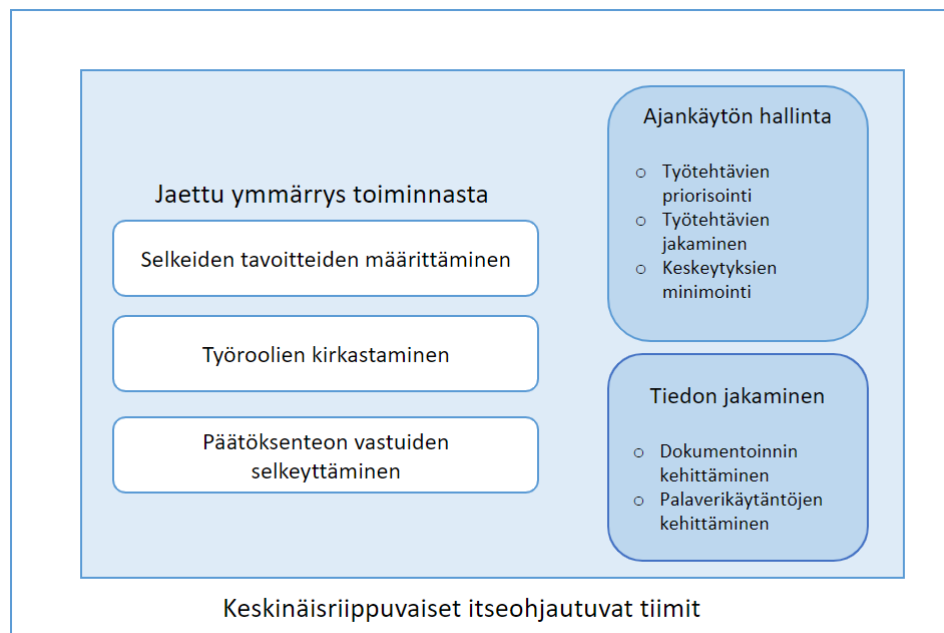 Jaettu ymmärrys toiminnasta
Selkeiden tavoitteiden määrittäminen
Työroolien kirkastaminen
Päätöksenteon vastuiden
selkeyttäminen
Ajankäytön hallinta
o Työtehtävien
priorisointi
o Työtehtävien
jakaminen
o Keskeytyksien
minimointi
Tiedon jakaminen
o Dokumentoinnin
kehittäminen
o Palaverikäytäntöjen
kehittäminen
Keskinäisriippuvaiset itseohjautuvat tiimit